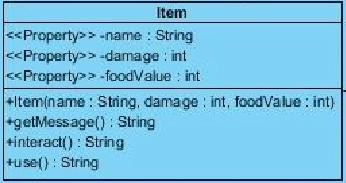 Item
<<Property>> -name : String
<<Property>> -damage : int
<<Property>> -foodValue : int
+Item(name : String, damage : int, foodValue : int)
+getMessage() : String
+interact() : String
+use() : String